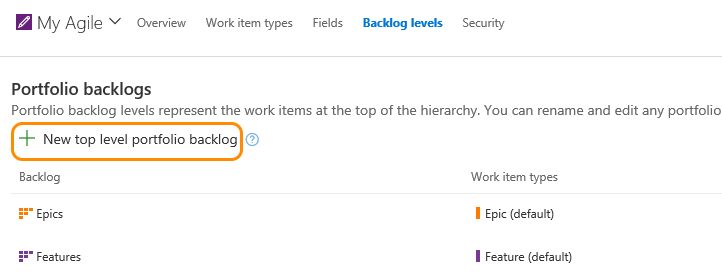 My Agile Overview Work item types Fields Backlog levels Security
Portfolio backlogs
Portfolio backlog levels represent the work items at the top of the hierarchy. You can rename and edit any portfolio
New top level portfolio backlog ?
Backlog Work item types
Epics Epic (default)
Features Feature (default)